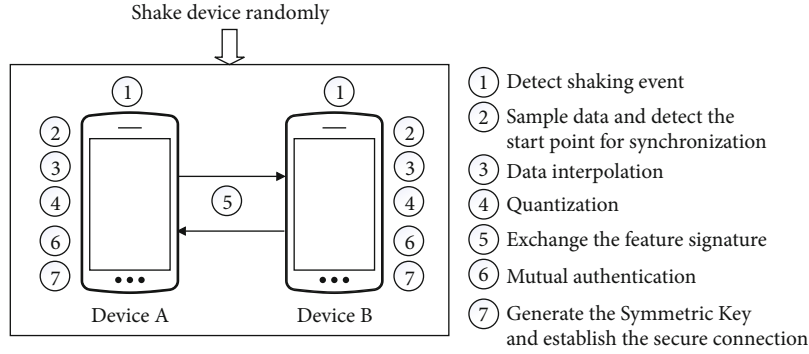 Shake device randomly
1 1
2 2
3 3
4 5 4
6 6
7 7
Device A Device B
1 Detect shaking event
2 Sample data and detect the
start point for synchronization
3 Data interpolation
4 Quantization
5 Exchange the feature signature
6 Mutual authentication
7 Generate the Symmetric Key
and establish the secure connection